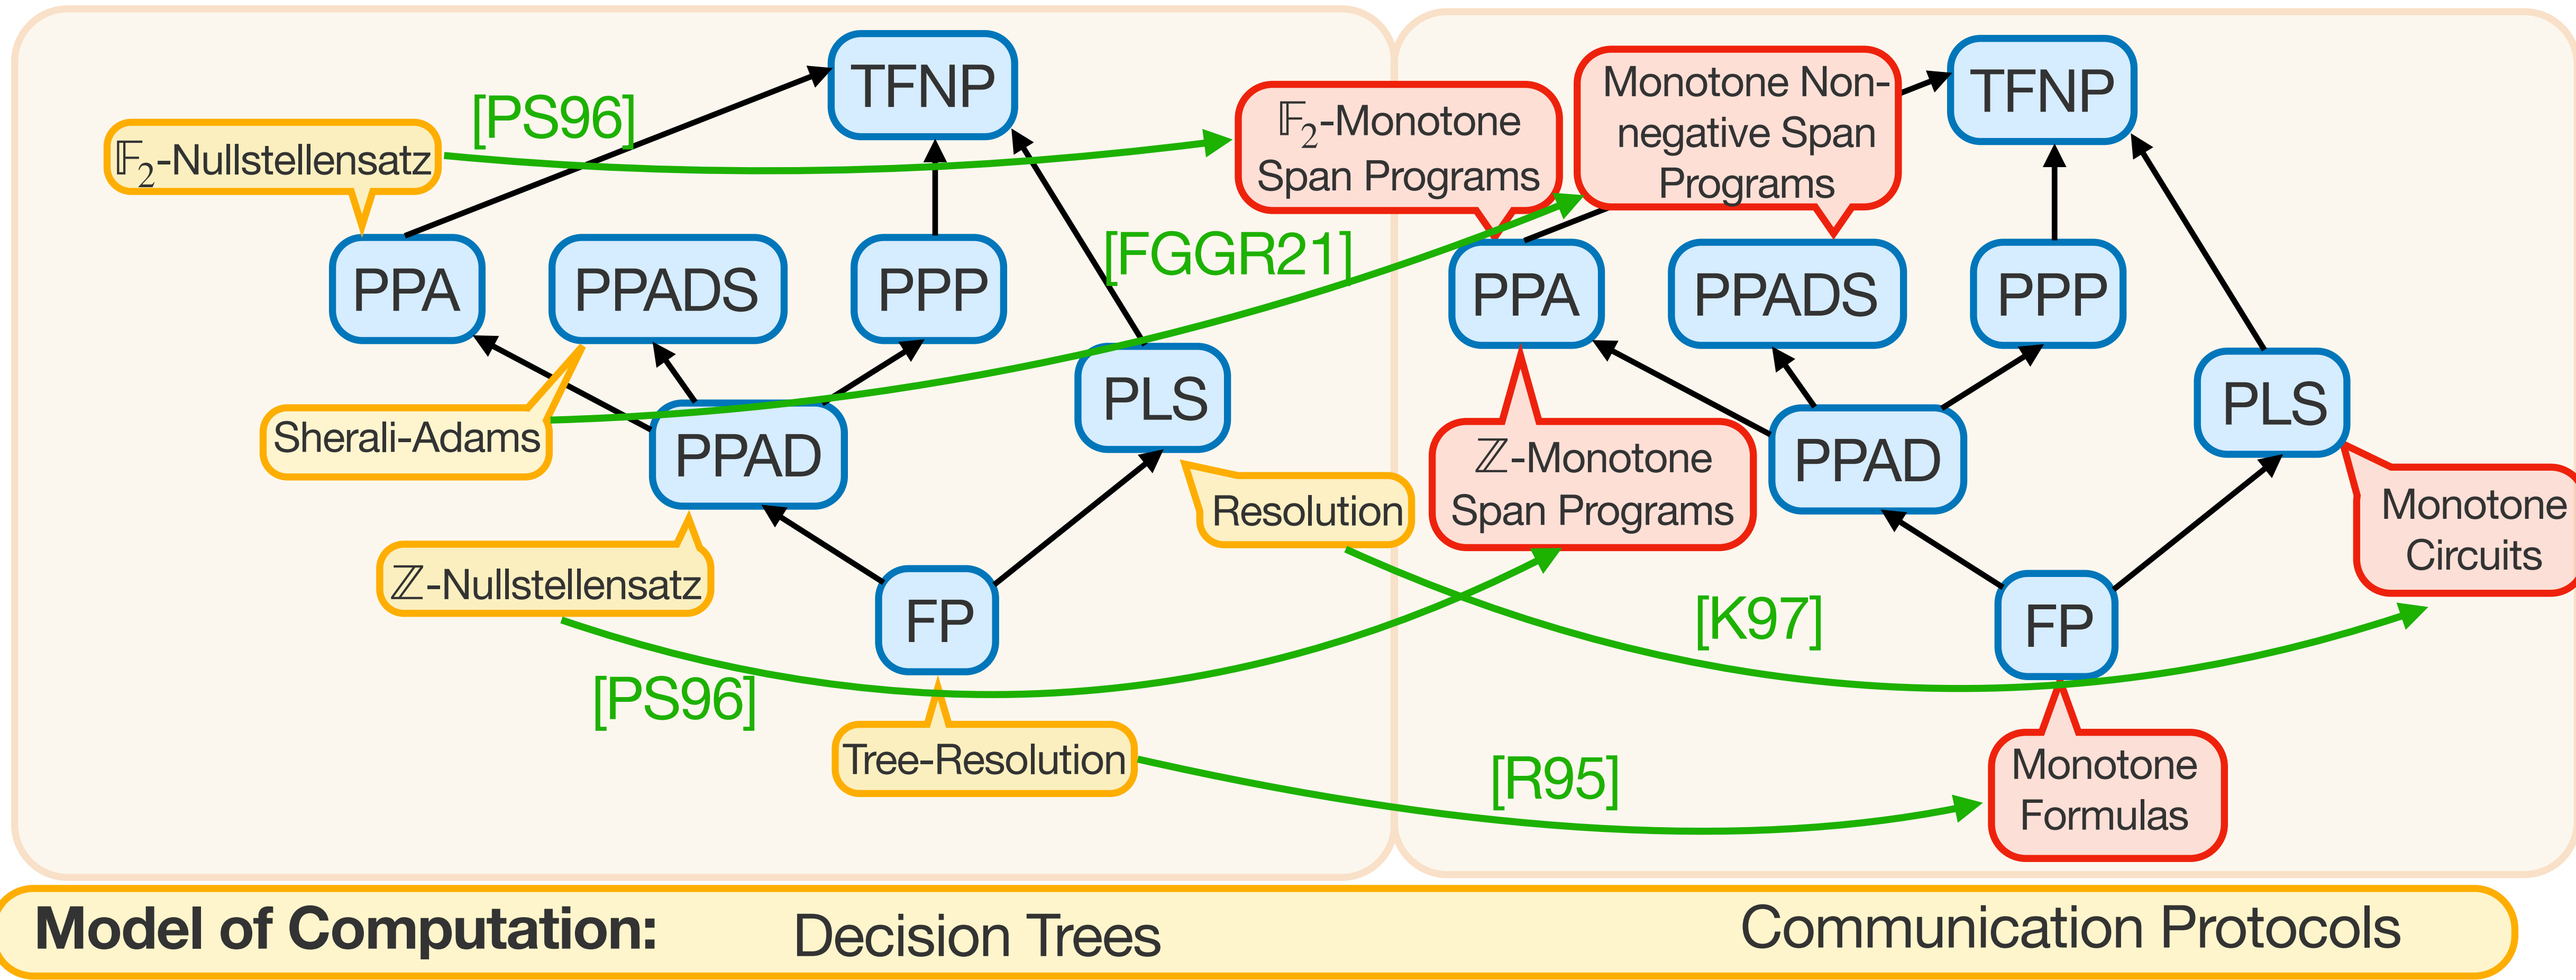 TFNP
[PS96]
𝔽₂-Nullstellensatz
PPA
PPADS
PPP
[FGGR21]
PLS
Sherali-Adams
PPAD
Resolution
ℤ-Nullstellensatz
FP
[PS96]
Tree-Resolution
𝔽₂-Monotone
Span Programs
Monotone Non-
negative Span
Programs
TFNP
PPA
PPADS
PPP
PLS
ℤ-Monotone
Span Programs
PPAD
Monotone
Circuits
[K97]
FP
[R95]
Monotone
Formulas
Model of Computation: Decision Trees Communication Protocols